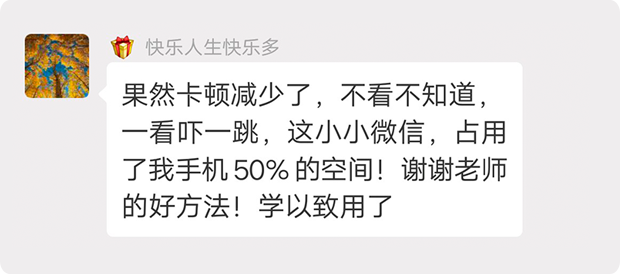 🎁 快乐人生快乐多
果然卡顿减少了，不看不知道，
一看吓一跳，这小小微信，占用
了我手机 50% 的空间！谢谢老师
的好方法！学以致用了